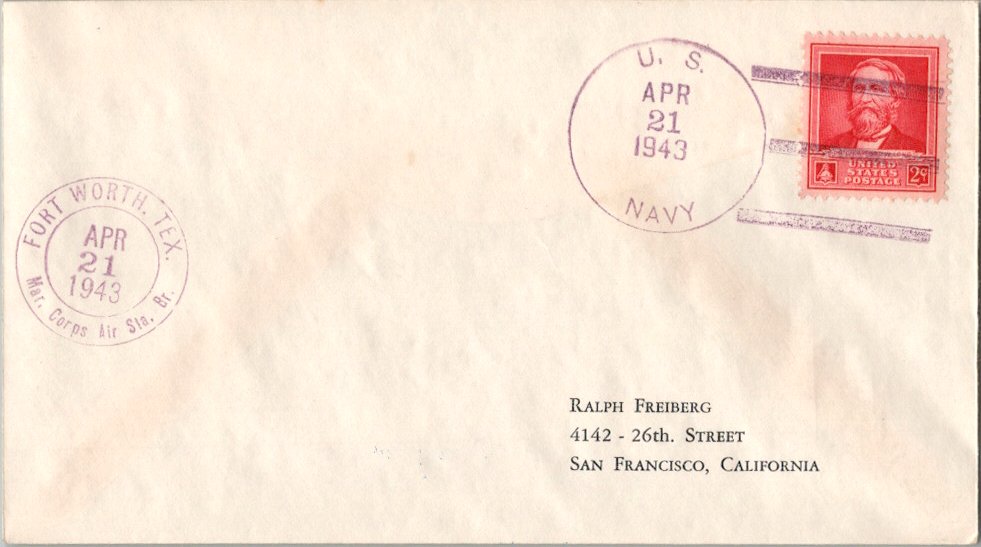 U. S.
APR
21
1943
NAVY
UNITED
STATES
POSTAGE
2¢
FORT WORTH, TEX.
APR
21
1943
Mar. Corps Air Sta. Br.
RALPH FREIBERG
4142 - 26th. STREET
SAN FRANCISCO, CALIFORNIA